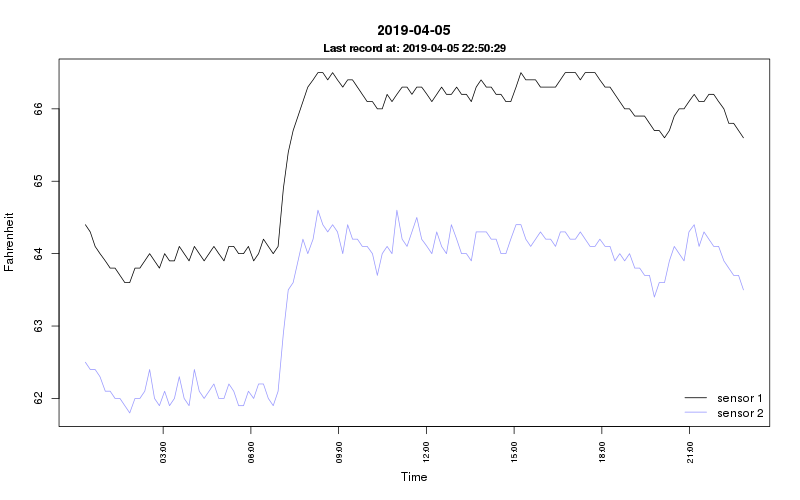 2019-04-05
Last record at: 2019-04-05 22:50:29
Fahrenheit
66
65
64
63
62
sensor 1
sensor 2
03:00
06:00
09:00
12:00
15:00
18:00
21:00
Time